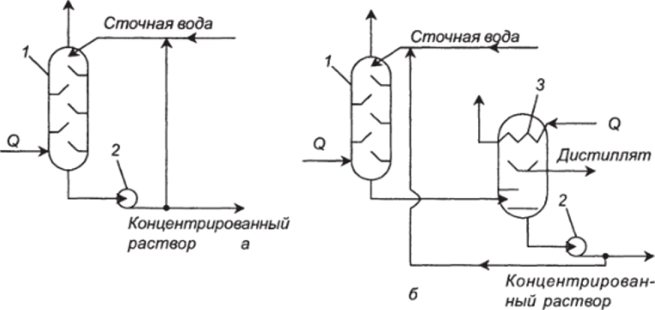 Сточная вода
1
Q
2
Концентрированный
раствор
а
Сточная вода
1
3
Q
Q
Дистиллят
2
Концентрирован-
ный раствор
б